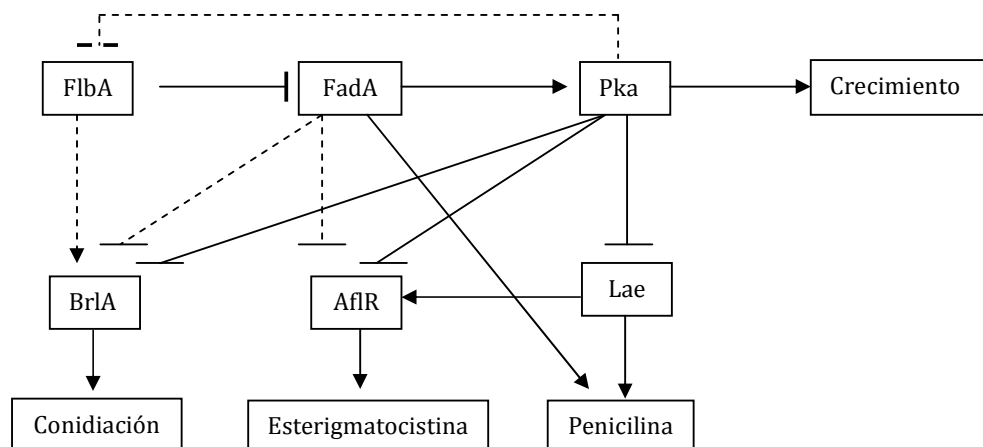 FlbA
FadA
Pka
Crecimiento
BrlA
AflR
Lae
Conidiación
Esterigmatocistina
Penicilina